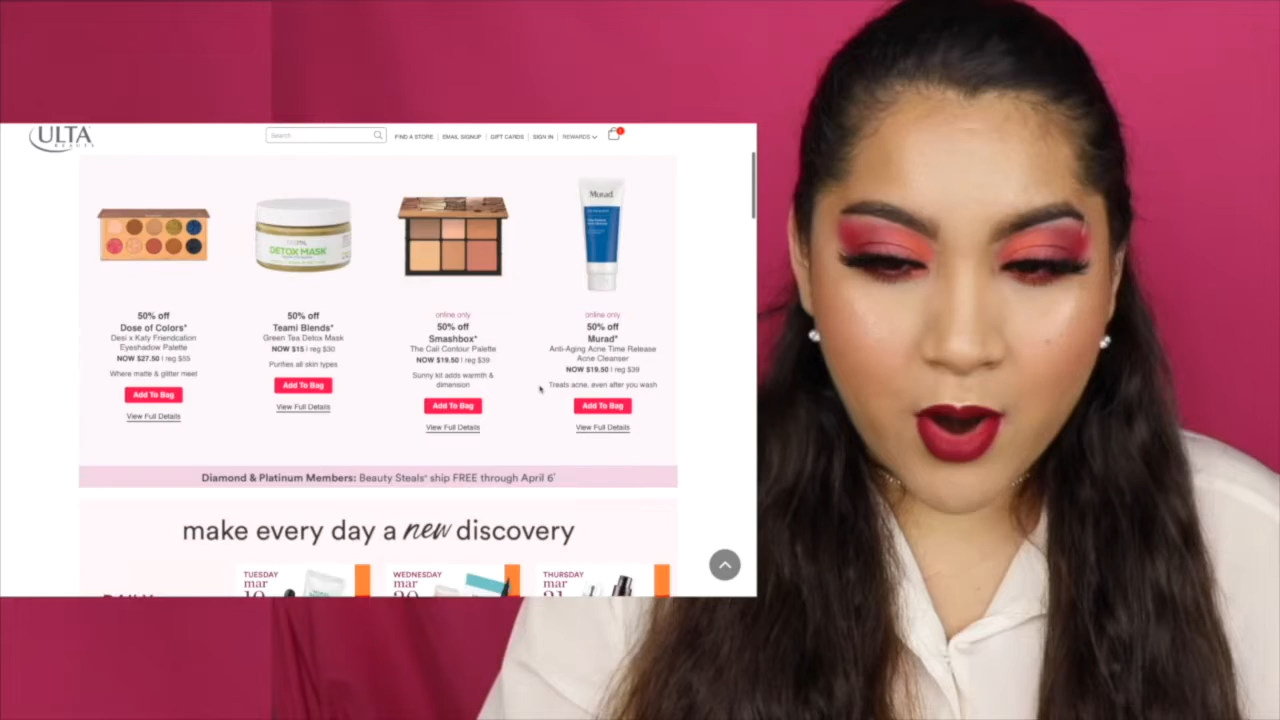 ULTA
BEAUTY
Search
FIND A STORE | EMAIL SIGNUP | GIFT CARDS | SIGN IN | REWARDS
1
Murad.
DETOX MASK
50% off
Dose of Colors*
Desi x Katy Friendcation
Eyeshadow Palette
NOW $27.50 | reg $55
Where matte & glitter meet
Add To Bag
View Full Details
50% off
Teami Blends*
Green Tea Detox Mask
NOW $15 | reg $30
Purifies all skin types
Add To Bag
View Full Details
online only
50% off
Smashbox*
The Cali Contour Palette
NOW $19.50 | reg $39
Sunny kit adds warmth &
dimension
Add To Bag
View Full Details
online only
50% off
Murad*
Anti-Aging Acne Time Release
Acne Cleanser
NOW $19.50 | reg $39
Treats acne, even after you wash
Add To Bag
View Full Details
Diamond & Platinum Members: Beauty Steals* ship FREE through April 6*
make every day a new discovery
TUESDAY
mar
WEDNESDAY
mar
THURSDAY
mar